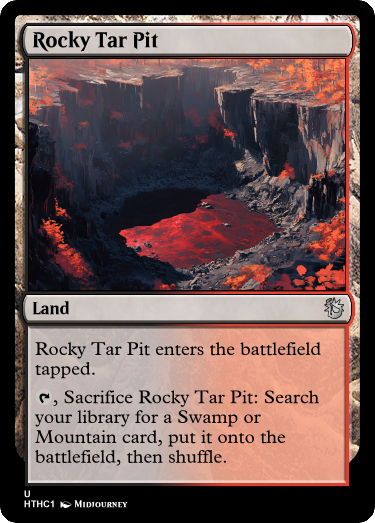 Rocky Tar Pit
Land
Rocky Tar Pit enters the battlefield
tapped.
, Sacrifice Rocky Tar Pit: Search
your library for a Swamp or
Mountain card, put it onto the
battlefield, then shuffle.
U
HTHC1 Midjourney